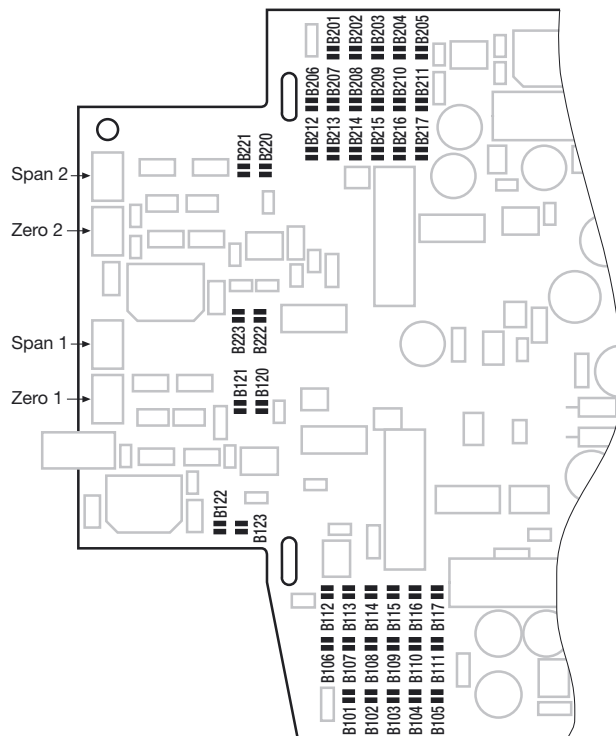 B201 B202 B203 B204 B205
B206 B207 B208 B209 B210 B211
B212 B213 B214 B215 B216 B217
B221 B220
Span 2
Zero 2
B223 B222
Span 1
B121 B120
Zero 1
B122 B123
B112 B113 B114 B115 B116 B117
B106 B107 B108 B109 B110 B111
B101 B102 B103 B104 B105